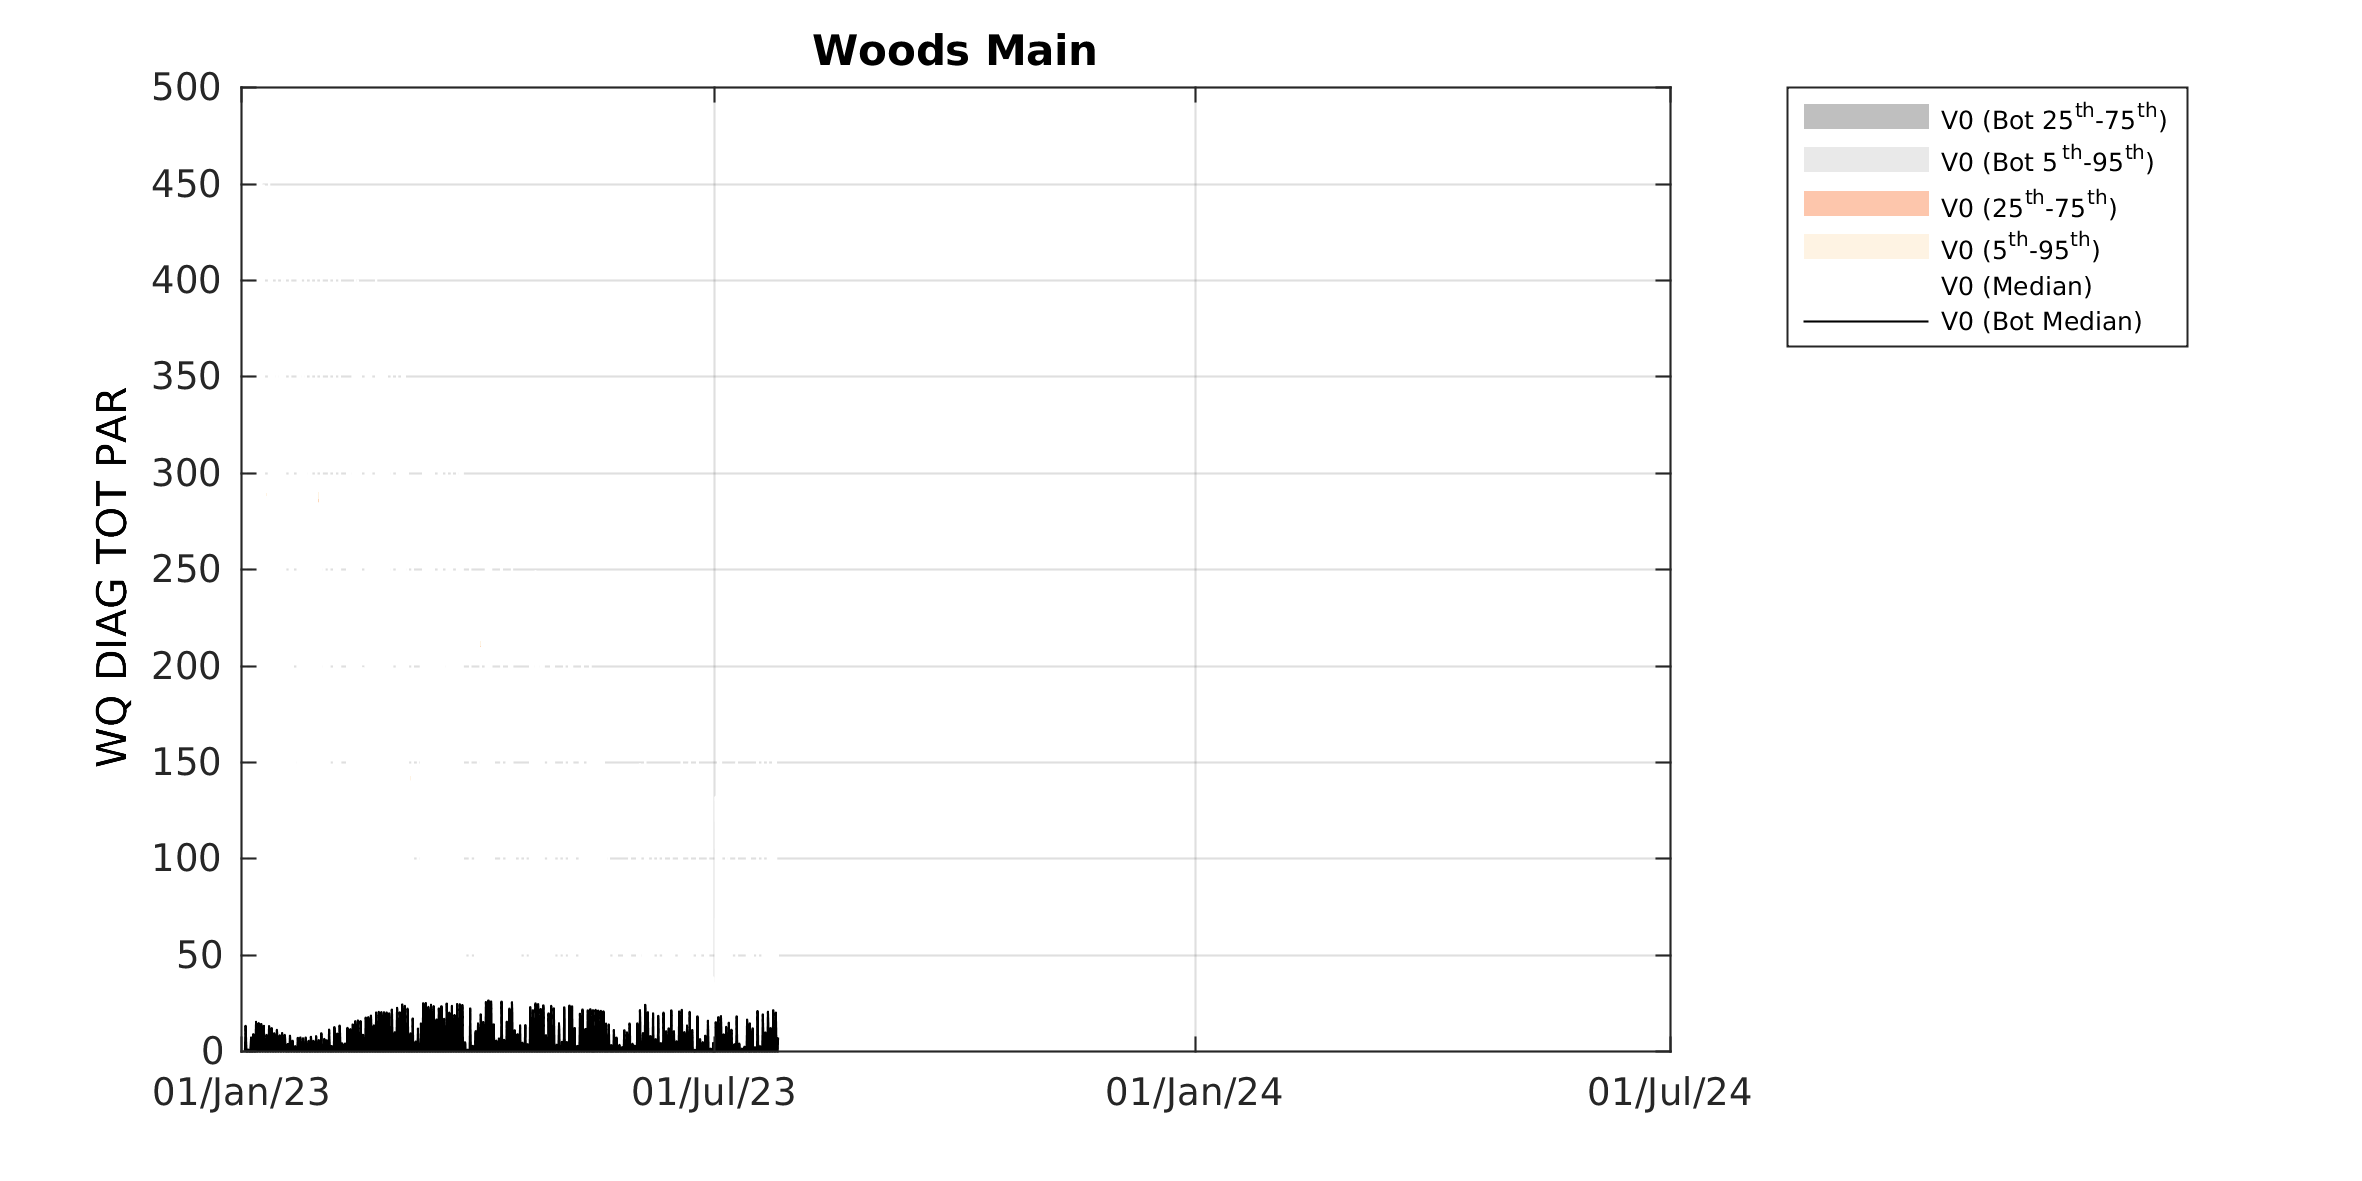 Woods Main
500
450
400
350
300
250
200
150
100
50
0
WQ DIAG TOT PAR
01/Jan/23
01/Jul/23
01/Jan/24
01/Jul/24
V0 (Bot 25th-75th)
V0 (Bot 5th-95th)
V0 (25th-75th)
V0 (5th-95th)
V0 (Median)
V0 (Bot Median)